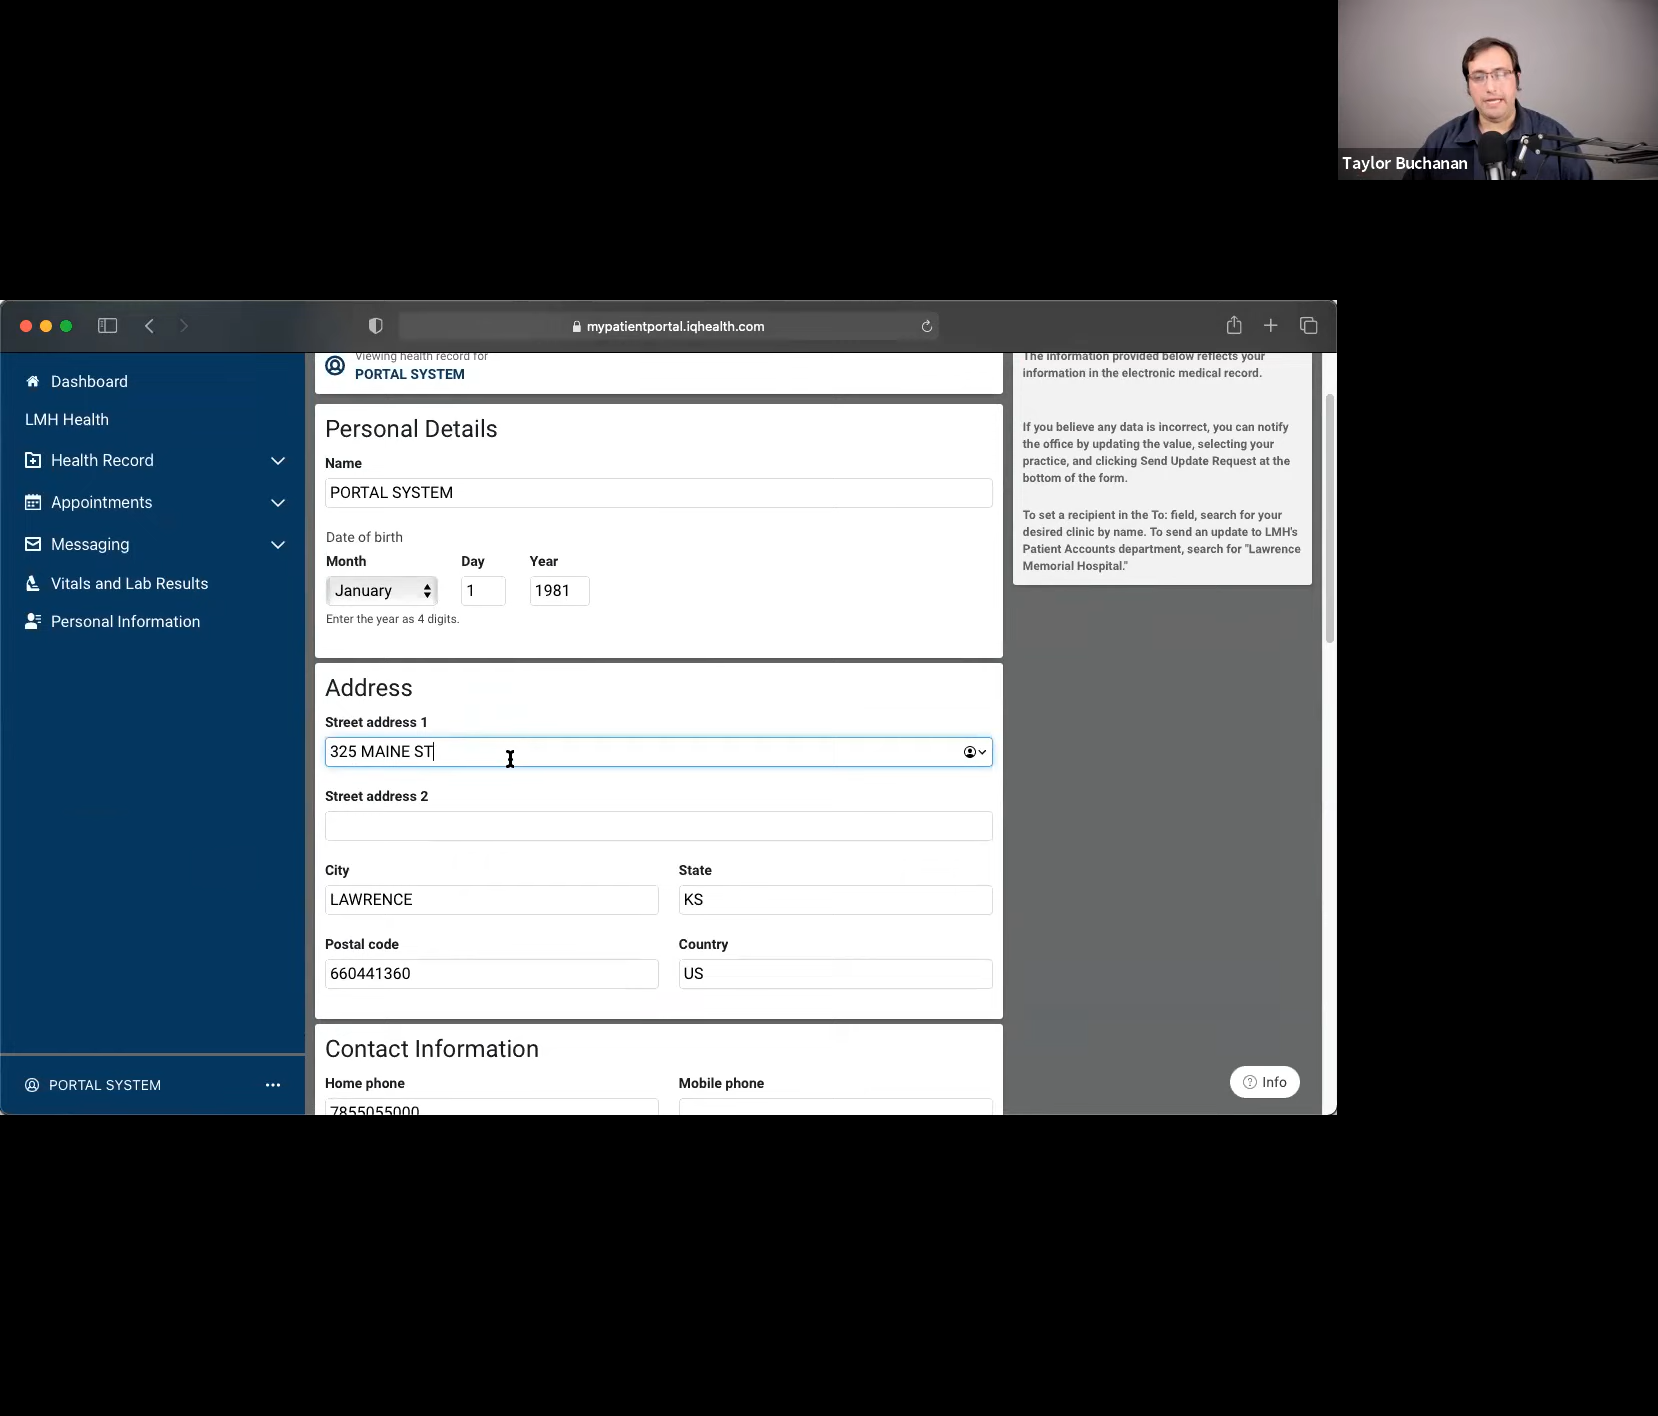 Taylor Buchanan
mypatientportal.iqhealth.com
Dashboard
LMH Health
Health Record
Appointments
Messaging
Vitals and Lab Results
Personal Information
PORTAL SYSTEM
Viewing health record for
PORTAL SYSTEM
Personal Details
Name
PORTAL SYSTEM
Date of birth
Month Day Year
January 1 1981
Enter the year as 4 digits.
Address
Street address 1
325 MAINE ST
Street address 2
City State
LAWRENCE KS
Postal code Country
660441360 US
Contact Information
Home phone Mobile phone
7855055000
The information provided below reflects your
information in the electronic medical record.
If you believe any data is incorrect, you can notify
the office by updating the value, selecting your
practice, and clicking Send Update Request at the
bottom of the form.
To set a recipient in the To: field, search for your
desired clinic by name. To send an update to LMH's
Patient Accounts department, search for "Lawrence
Memorial Hospital."
Info